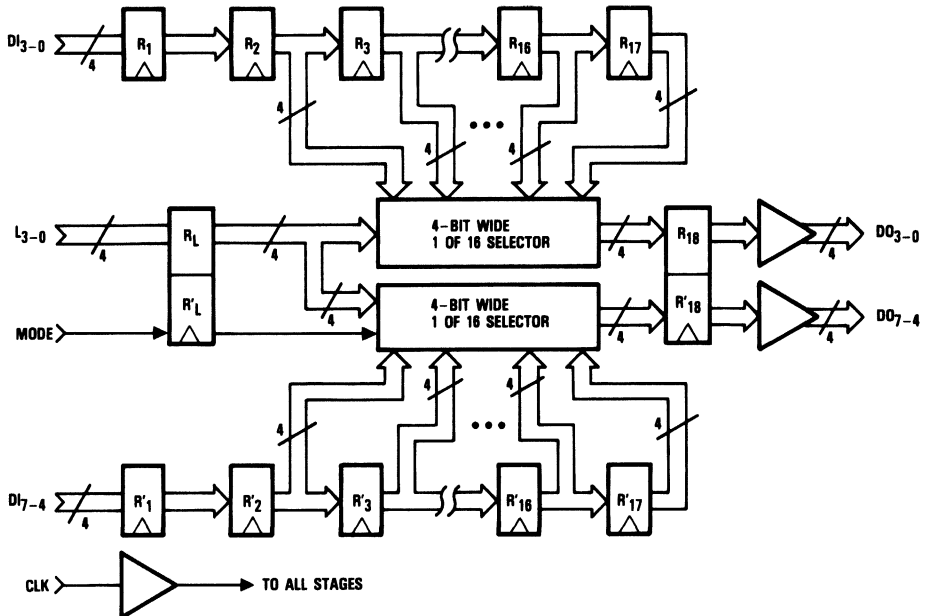 DI3-0
4
R1
R2
R3
R16
R17
4
4
4
4
•••
L3-0
4
RL
4
4-BIT WIDE
1 OF 16 SELECTOR
4
R18
4
DO3-0
R'L
4
4-BIT WIDE
1 OF 16 SELECTOR
4
R'18
4
DO7-4
MODE
4
4
4
4
•••
DI7-4
4
R'1
R'2
R'3
R'16
R'17
CLK
TO ALL STAGES